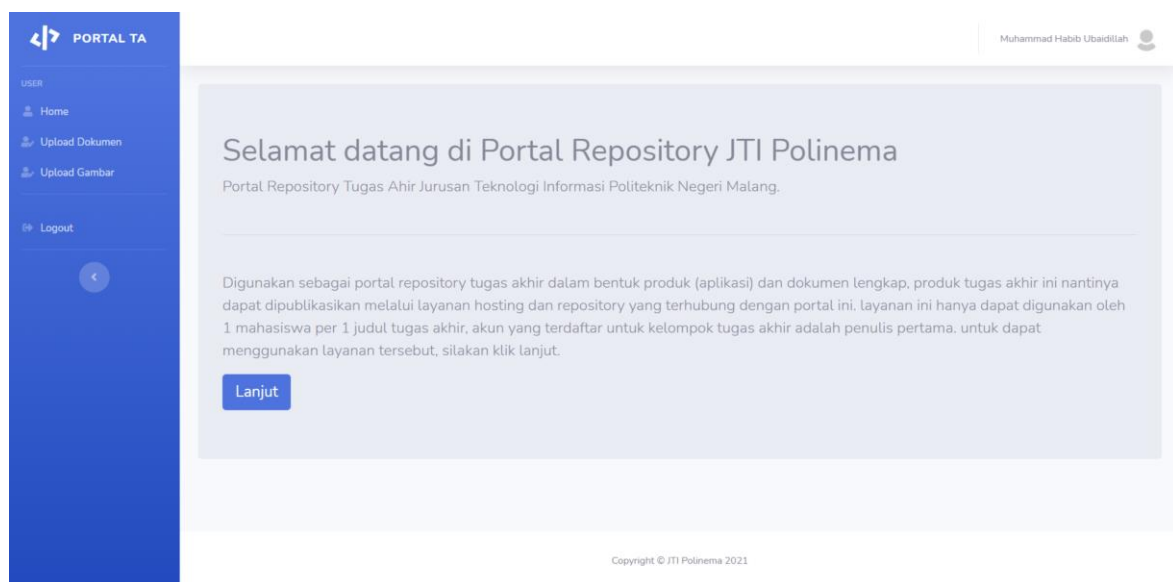 PORTAL TA
Muhammad Habib Ubaidillah
USER
Home
Upload Dokumen
Upload Gambar
Logout
Selamat datang di Portal Repository JTI Polinema
Portal Repository Tugas Ahir Jurusan Teknologi Informasi Politeknik Negeri Malang.
Digunakan sebagai portal repository tugas akhir dalam bentuk produk (aplikasi) dan dokumen lengkap, produk tugas akhir ini nantinya
dapat dipublikasikan melalui layanan hosting dan repository yang terhubung dengan portal ini. layanan ini hanya dapat digunakan oleh
1 mahasiswa per 1 judul tugas akhir, akun yang terdaftar untuk kelompok tugas akhir adalah penulis pertama. untuk dapat
menggunakan layanan tersebut, silakan klik lanjut.
Lanjut
Copyright © JTI Polinema 2021